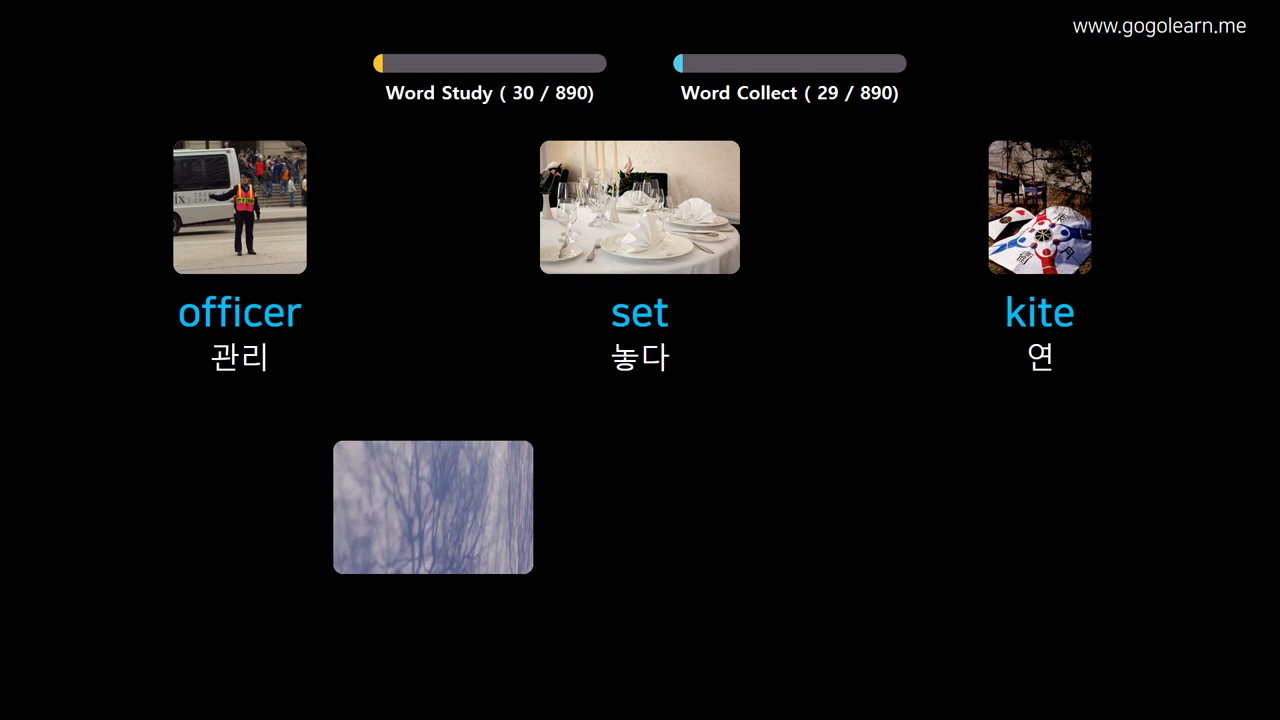 www.gogolearn.me
Word Study ( 30 / 890)
Word Collect ( 29 / 890)
officer
관리
set
놓다
kite
연